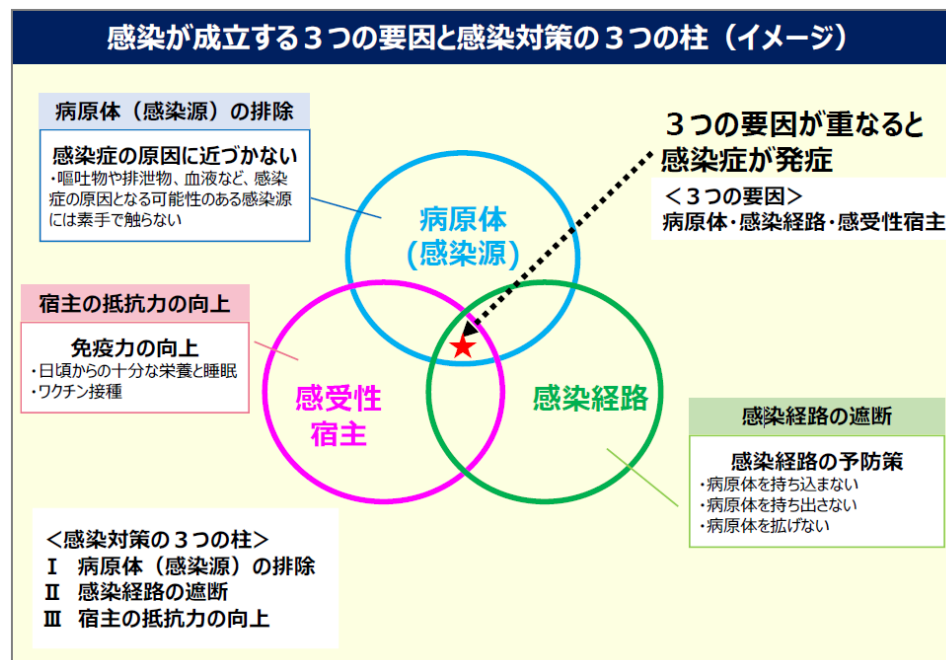 感染が成立する３つの要因と感染対策の３つの柱（イメージ）
病原体（感染源）の排除
感染症の原因に近づかない
・嘔吐物や排泄物、血液など、感染
症の原因となる可能性のある感染源
には素手で触らない
３つの要因が重なると
感染症が発症
＜３つの要因＞
病原体・感染経路・感受性宿主
病原体
(感染源)
宿主の抵抗力の向上
免疫力の向上
・日頃からの十分な栄養と睡眠
・ワクチン接種
感受性
宿主
感染経路
感染経路の遮断
感染経路の予防策
・病原体を持ち込まない
・病原体を持ち出さない
・病原体を拡げない
＜感染対策の３つの柱＞
Ⅰ 病原体（感染源）の排除
Ⅱ 感染経路の遮断
Ⅲ 宿主の抵抗力の向上